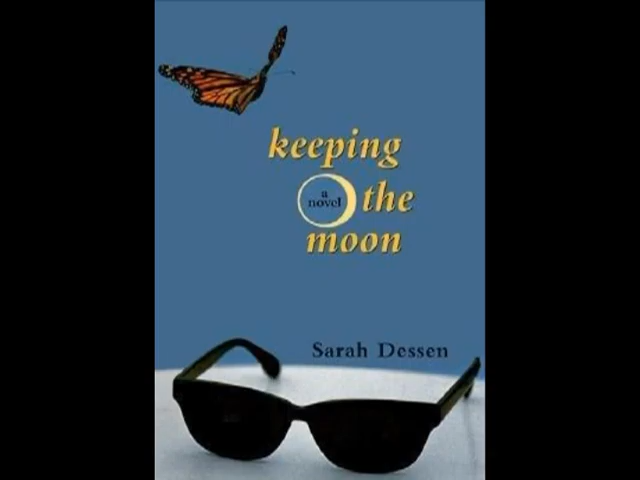 keeping
a
novel
the
moon
Sarah Dessen